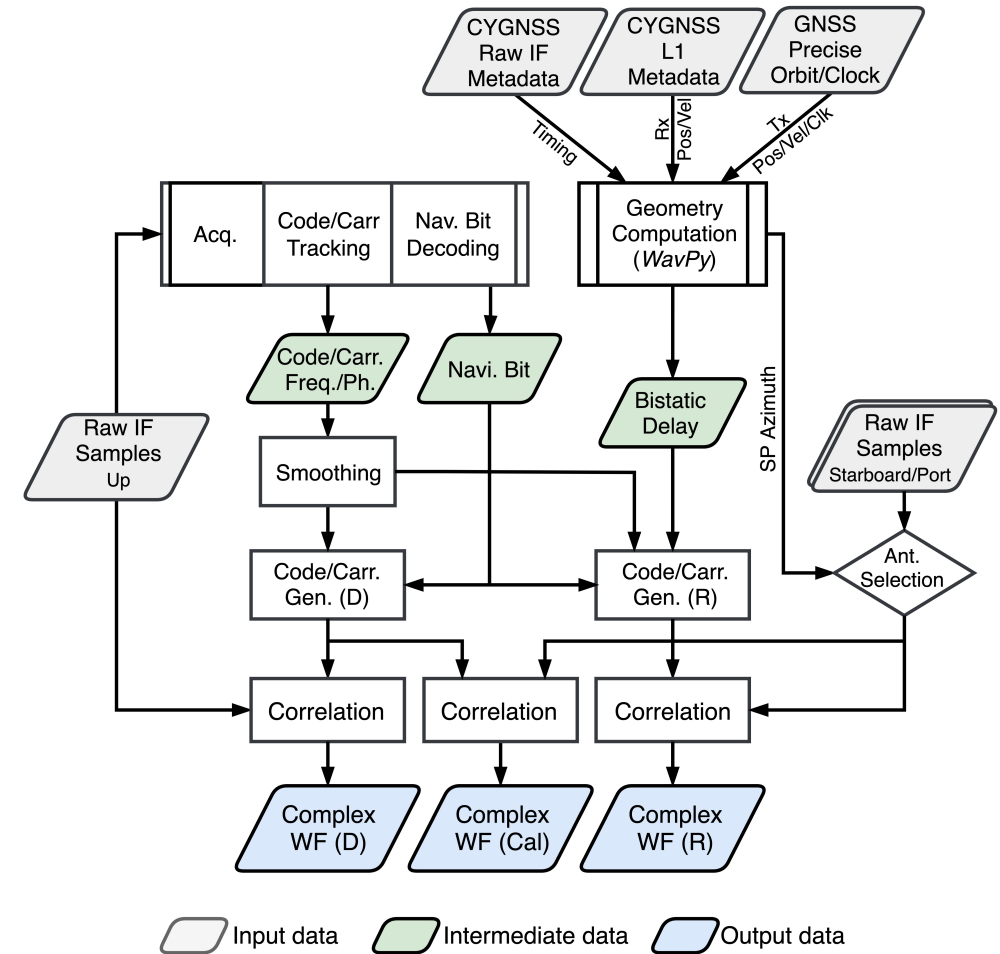 CYGNSS
Raw IF
Metadata
CYGNSS
L1
Metadata
GNSS
Precise
Orbit/Clock
Timing
Rx
Pos/Vel
Tx
Pos/Vel/Clk
Acq.
Code/Carr
Tracking
Nav. Bit
Decoding
Geometry
Computation
(WavPy)
Code/Carr.
Freq./Ph.
Navi. Bit
Bistatic
Delay
SP Azimuth
Raw IF
Samples
Up
Raw IF
Samples
Starboard/Port
Smoothing
Code/Carr.
Gen. (D)
Code/Carr.
Gen. (R)
Ant.
Selection
Correlation
Correlation
Correlation
Complex
WF (D)
Complex
WF (Cal)
Complex
WF (R)
Input data
Intermediate data
Output data